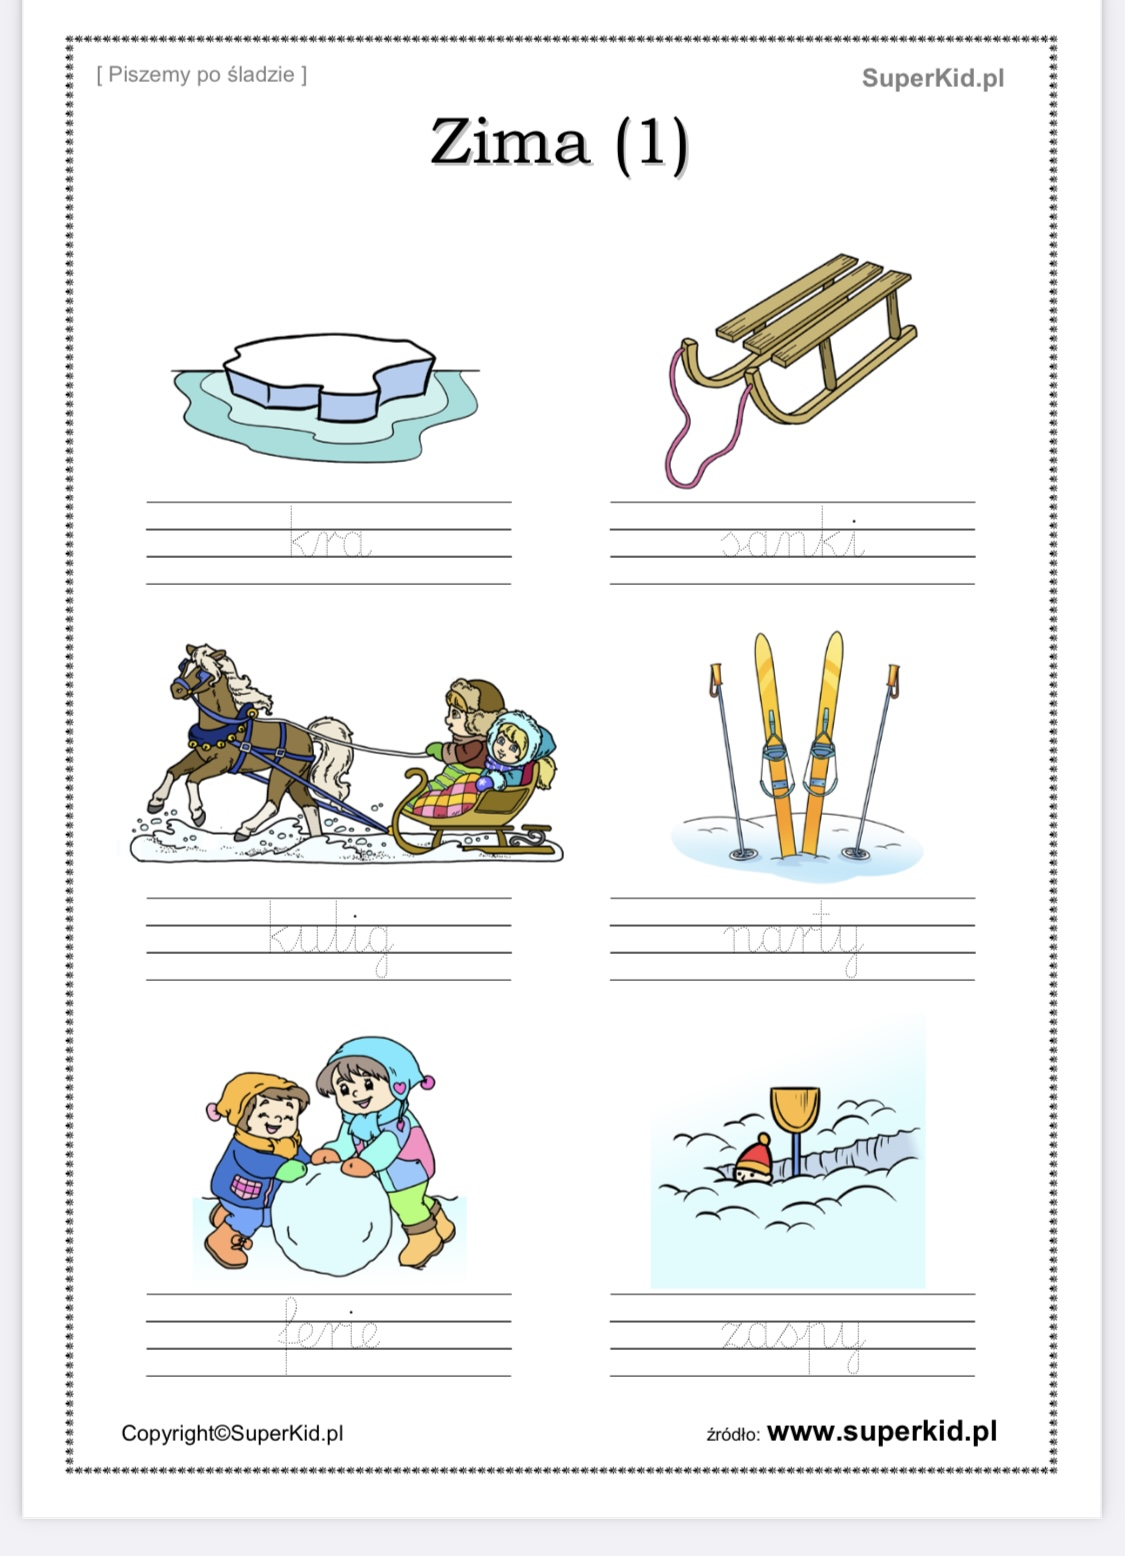 [ Piszemy po śladzie ] SuperKid.pl
Zima (1)
kra sanki
kulig narty
ferie zaspy
Copyright©SuperKid.pl źródło: www.superkid.pl